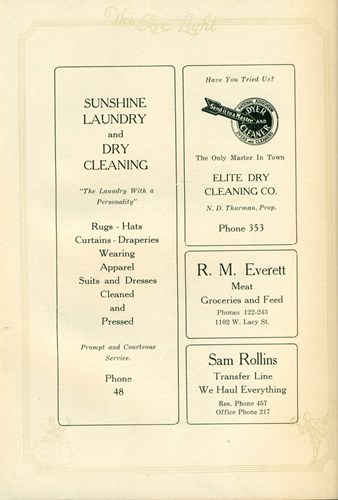 The Arc Light
SUNSHINE
LAUNDRY
and
DRY
CLEANING
"The Laundry With a
Personality"
Rugs - Hats
Curtains - Draperies
Wearing
Apparel
Suits and Dresses
Cleaned
and
Pressed
Prompt and Courteous
Service.
Phone
48
Have You Tried Us?
Send it to a Master
DYER
AND
CLEANER
The Only Master In Town
ELITE DRY
CLEANING CO.
N. D. Thurman, Prop.
Phone 353
R. M. Everett
Meat
Groceries and Feed
Phones 122-243
1102 W. Lacy St.
Sam Rollins
Transfer Line
We Haul Everything
Res. Phone 457
Office Phone 217